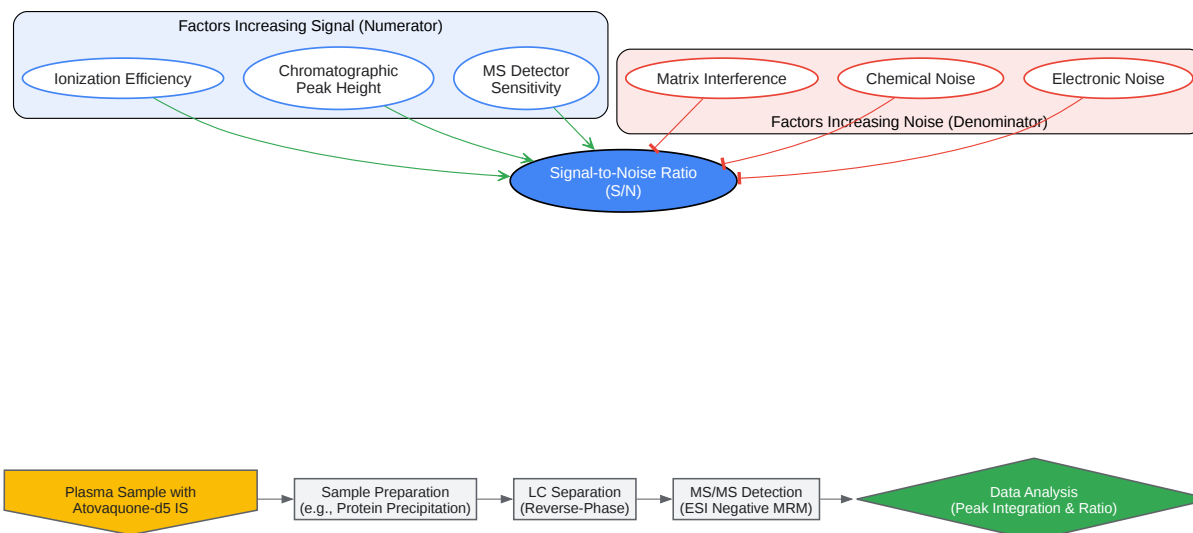 Factors Increasing Signal (Numerator)
Ionization Efficiency
Chromatographic
Peak Height
MS Detector
Sensitivity
Matrix Interference
Chemical Noise
Electronic Noise
Factors Increasing Noise (Denominator)
Signal-to-Noise Ratio
(S/N)
Plasma Sample with
Atovaquone-d5 IS
Sample Preparation
(e.g., Protein Precipitation)
LC Separation
(Reverse-Phase)
MS/MS Detection
(ESI Negative MRM)
Data Analysis
(Peak Integration & Ratio)